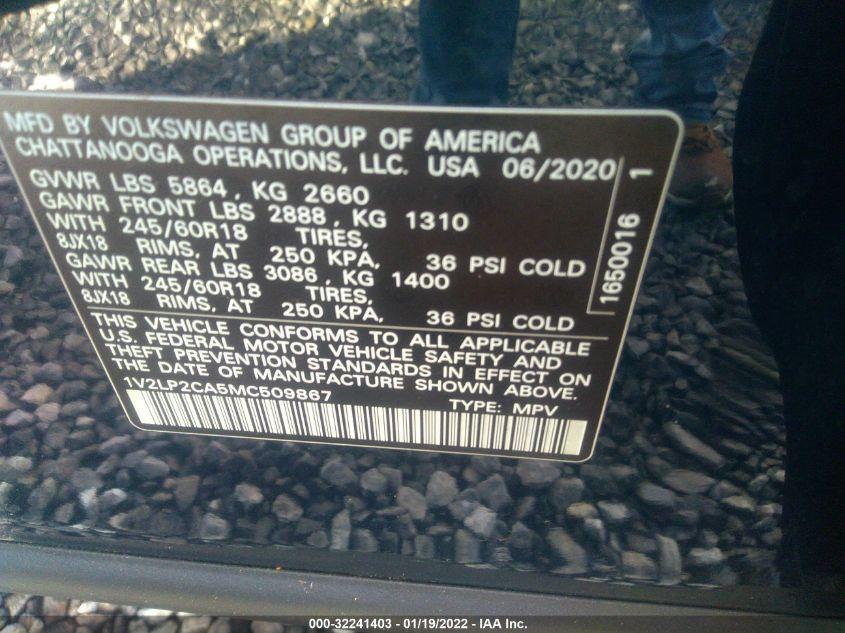 MFD BY VOLKSWAGEN GROUP OF AMERICA
CHATTANOOGA OPERATIONS, LLC. USA 06/2020
GVWR LBS 5864, KG 2660
GAWR FRONT LBS 2888, KG 1310
WITH 245/60R18 TIRES,
8JX18 RIMS, AT 250 KPA, 36 PSI COLD
GAWR REAR LBS 3086, KG 1400
WITH 245/60R18 TIRES,
8JX18 RIMS, AT 250 KPA, 36 PSI COLD
1650016 1
THIS VEHICLE CONFORMS TO ALL APPLICABLE
U.S. FEDERAL MOTOR VEHICLE SAFETY AND
THEFT PREVENTION STANDARDS IN EFFECT ON
THE DATE OF MANUFACTURE SHOWN ABOVE.
1V2LP2CA5MC509867 TYPE: MPV
000-32241403 - 01/19/2022 - IAA Inc.